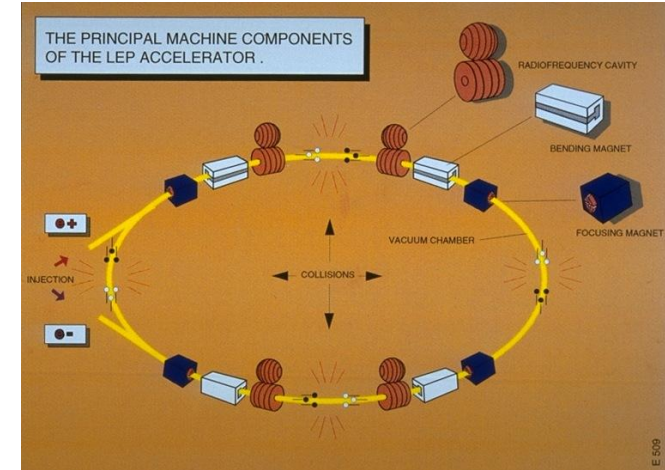 THE PRINCIPAL MACHINE COMPONENTS
OF THE LEP ACCELERATOR .
RADIOFREQUENCY CAVITY
BENDING MAGNET
FOCUSING MAGNET
VACUUM CHAMBER
e +
INJECTION
COLLISIONS
e -
E 509